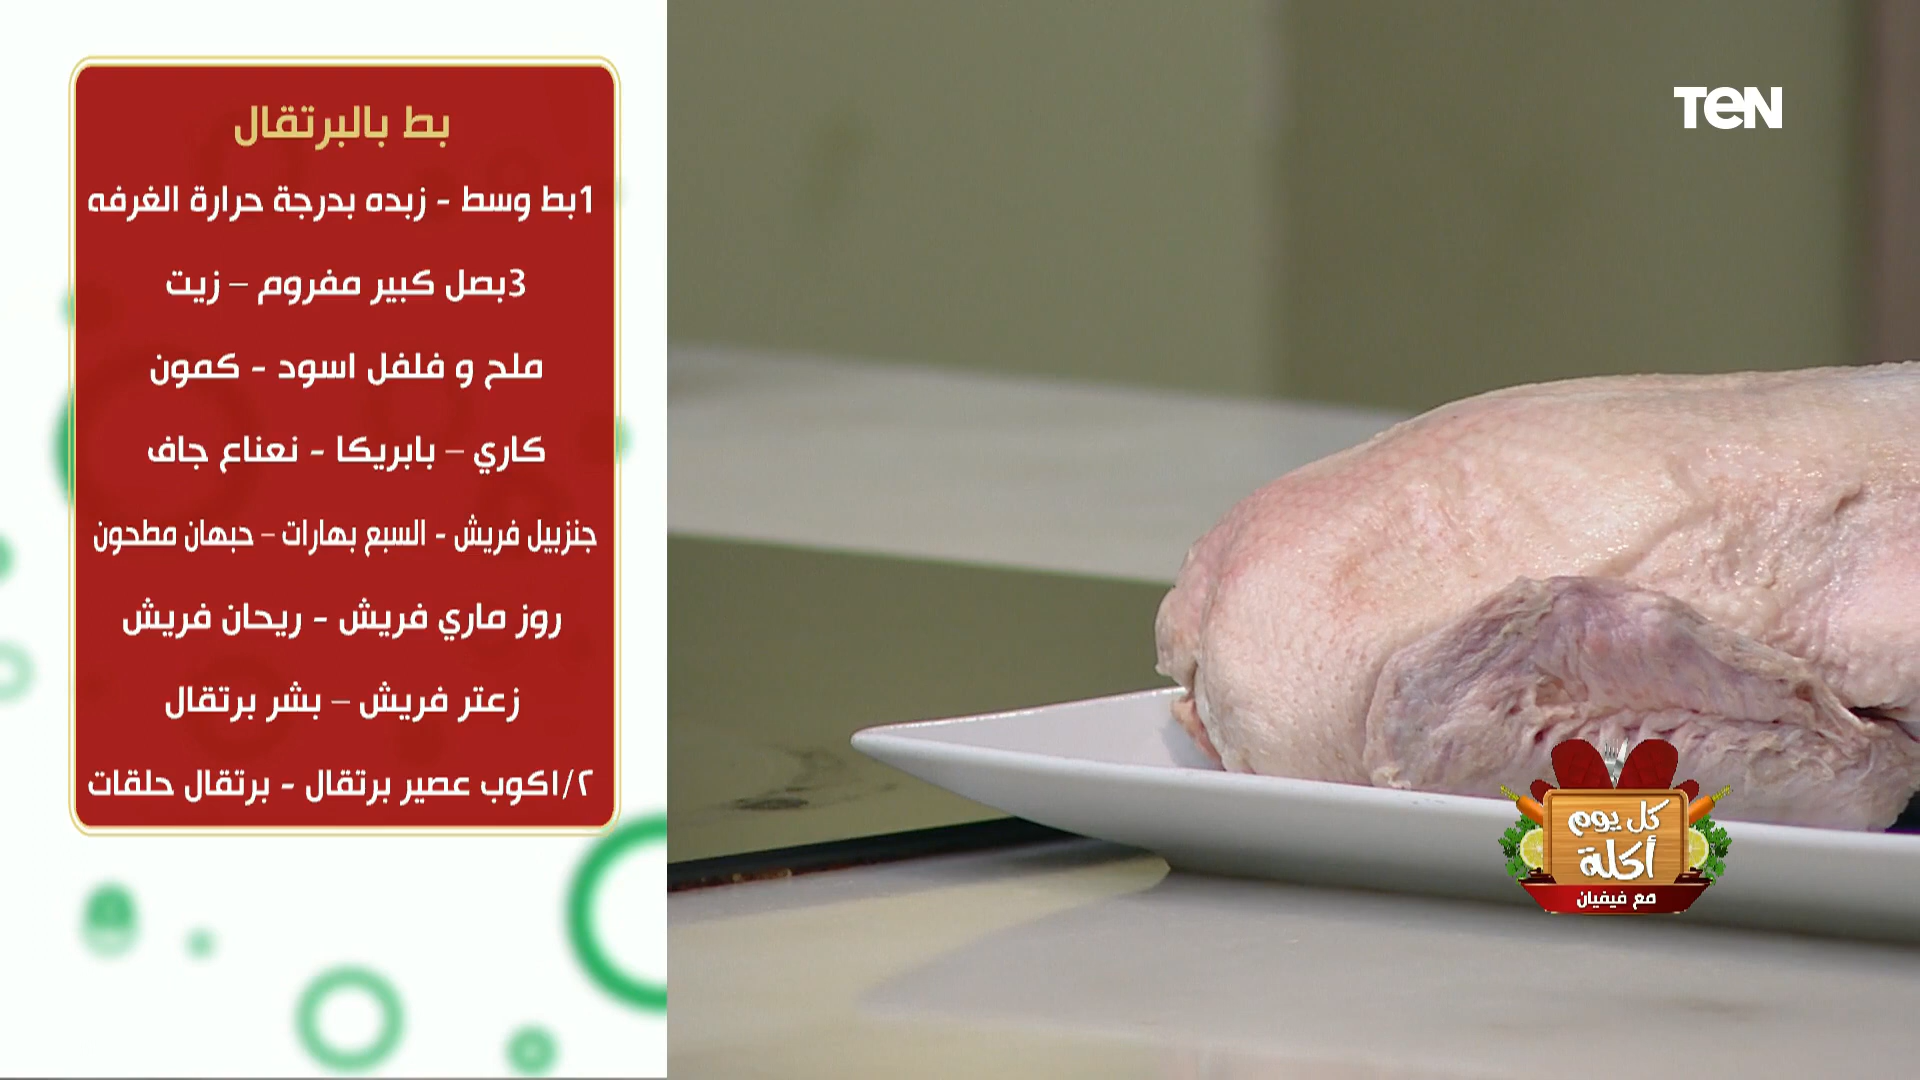 بط بالبرتقال
1بط وسط - زبده بدرجة حرارة الغرفه
3بصل كبير مفروم – زيت
ملح و فلفل اسود - كمون
كاري – بابريكا - نعناع جاف
جنزبيل فريش - السبع بهارات – حبهان مطحون
روز ماري فريش - ريحان فريش
زعتر فريش – بشر برتقال
١/٢كوب عصير برتقال - برتقال حلقات
TeN
كل يوم
أكلة
مع فيفيان